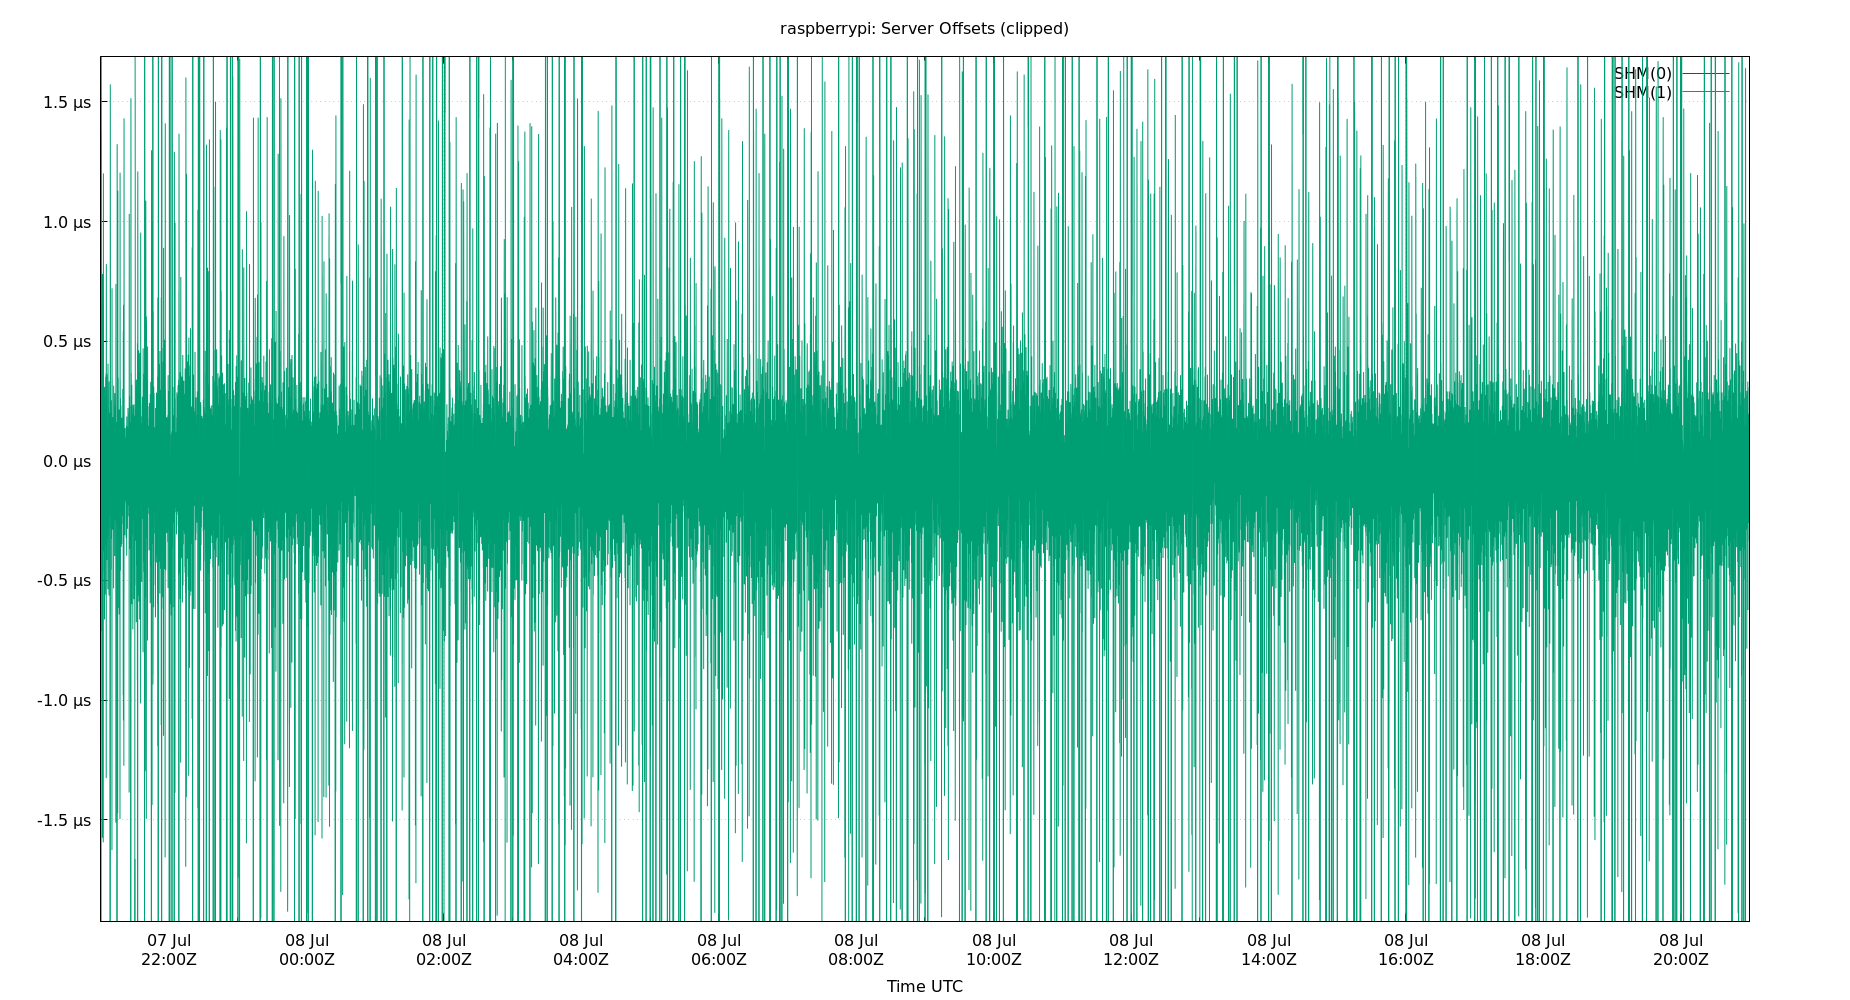 raspberrypi: Server Offsets (clipped)
SHM(0)
SHM(1)
1.5 µs
1.0 µs
0.5 µs
0.0 µs
-0.5 µs
-1.0 µs
-1.5 µs
07 Jul 08 Jul 08 Jul 08 Jul 08 Jul 08 Jul 08 Jul 08 Jul 08 Jul 08 Jul 08 Jul 08 Jul
22:00Z 00:00Z 02:00Z 04:00Z 06:00Z 08:00Z 10:00Z 12:00Z 14:00Z 16:00Z 18:00Z 20:00Z
Time UTC